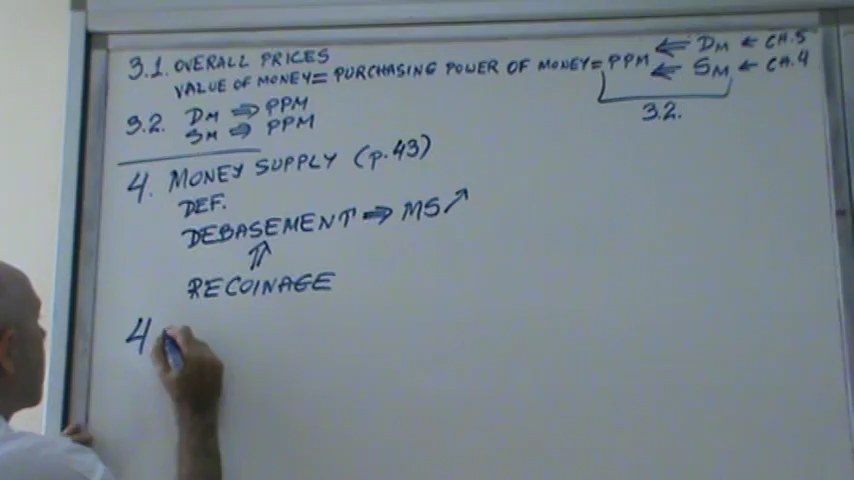 3.1. OVERALL PRICES
VALUE OF MONEY = PURCHASING POWER OF MONEY = PPM ⇐ DM ← CH.5
⇐ SM ← CH.4
3.2.
3.2. DM ⇒ PPM
SM ⇒ PPM
4. MONEY SUPPLY (p.43)
DEF.
DEBASEMENT ⇒ MS ↗
⇑
RECOINAGE
4